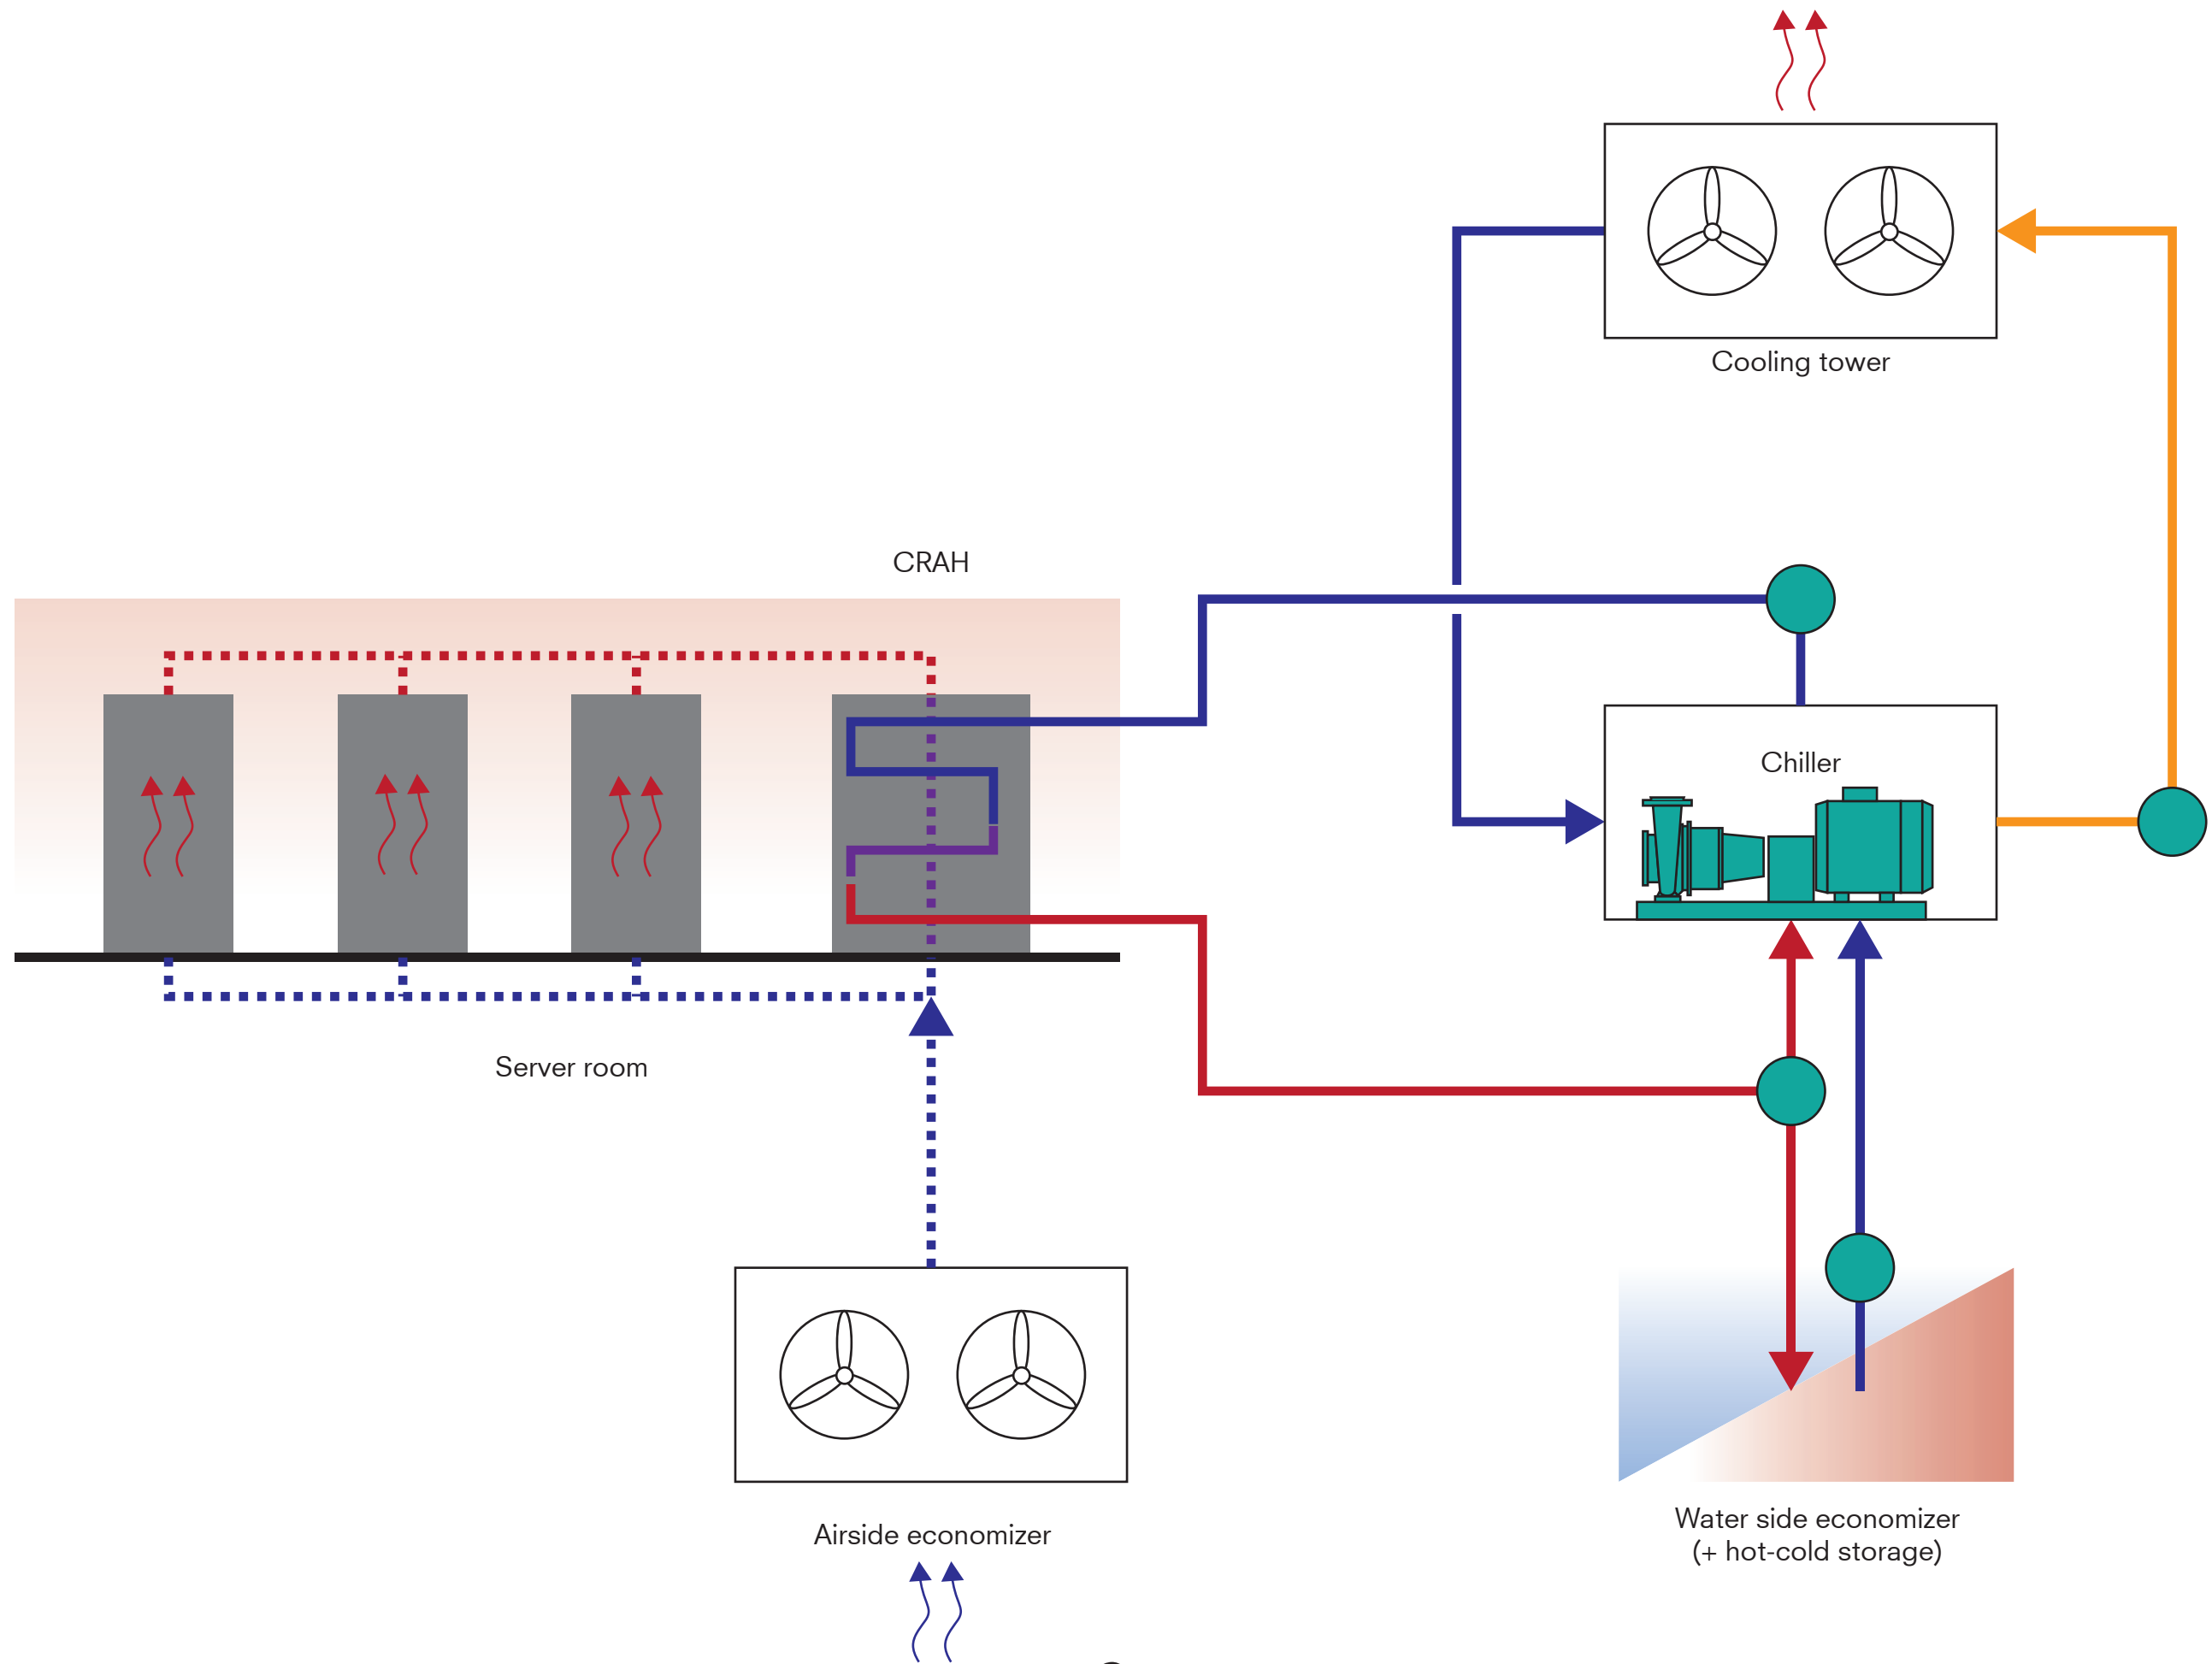 Cooling tower
CRAH
Chiller
Server room
Airside economizer
Water side economizer
(+ hot-cold storage)